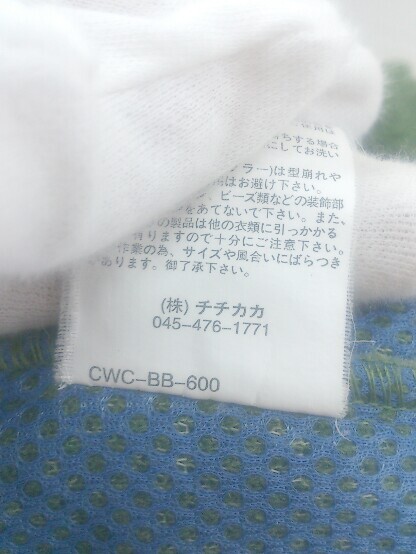 ちする場合
にしてお洗い
ラー)は型崩れや
はお避け下さい。
、ビーズ類などの装飾部
をあてないで下さい。また、
の製品は他の衣類に引っかかる
有りますので十分にご注意下さい。
作業の為、サイズや風合いにばらつき
あります。御了承下さい。
(株) チチカカ
045-476-1771
CWC-BB-600